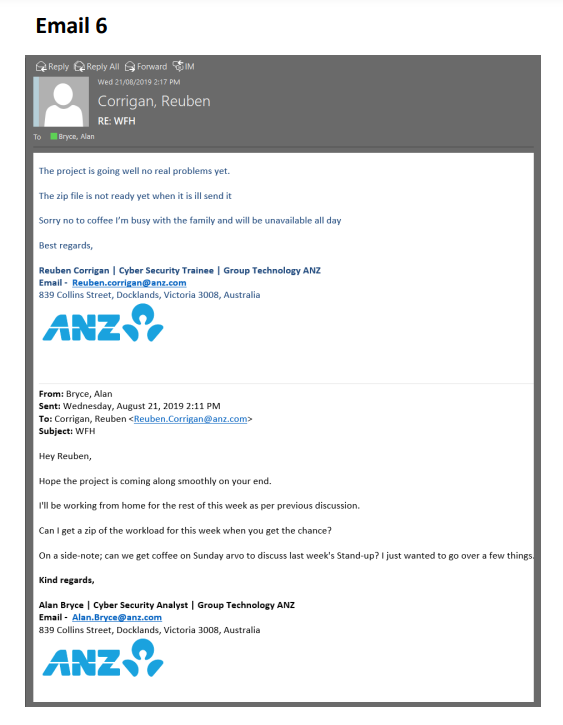 Email 6
Reply Reply All Forward IM
Wed 21/08/2019 2:17 PM
Corrigan, Reuben
RE: WFH
To Bryce, Alan
The project is going well no real problems yet.
The zip file is not ready yet when it is ill send it
Sorry no to coffee I'm busy with the family and will be unavailable all day
Best regards,
Reuben Corrigan | Cyber Security Trainee | Group Technology ANZ
Email - Reuben.corrigan@anz.com
839 Collins Street, Docklands, Victoria 3008, Australia
ANZ
From: Bryce, Alan
Sent: Wednesday, August 21, 2019 2:11 PM
To: Corrigan, Reuben <Reuben.Corrigan@anz.com>
Subject: WFH
Hey Reuben,
Hope the project is coming along smoothly on your end.
I'll be working from home for the rest of this week as per previous discussion.
Can I get a zip of the workload for this week when you get the chance?
On a side-note; can we get coffee on Sunday arvo to discuss last week's Stand-up? I just wanted to go over a few things.
Kind regards,
Alan Bryce | Cyber Security Analyst | Group Technology ANZ
Email - Alan.Bryce@anz.com
839 Collins Street, Docklands, Victoria 3008, Australia
ANZ